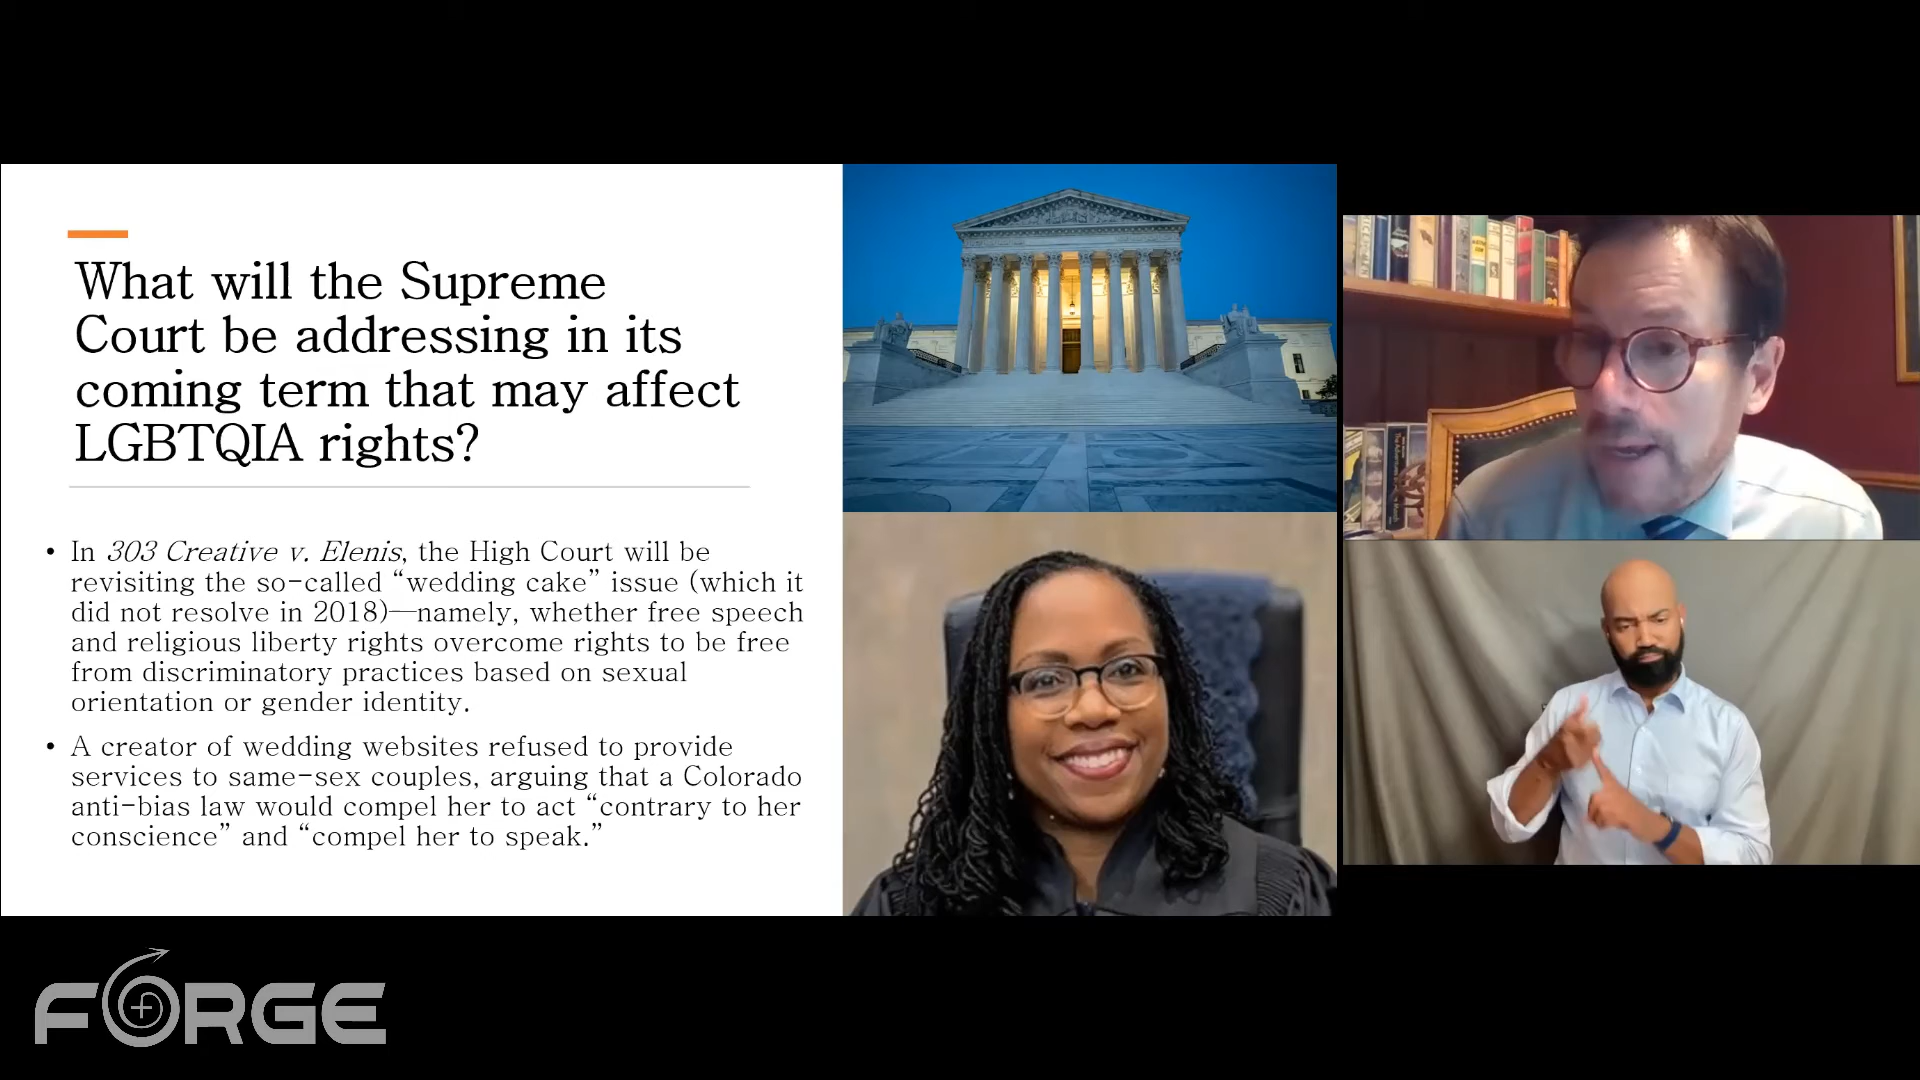 What will the Supreme
Court be addressing in its
coming term that may affect
LGBTQIA rights?
• In 303 Creative v. Elenis, the High Court will be
revisiting the so-called “wedding cake” issue (which it
did not resolve in 2018)—namely, whether free speech
and religious liberty rights overcome rights to be free
from discriminatory practices based on sexual
orientation or gender identity.
• A creator of wedding websites refused to provide
services to same-sex couples, arguing that a Colorado
anti-bias law would compel her to act “contrary to her
conscience” and “compel her to speak.”
FORGE